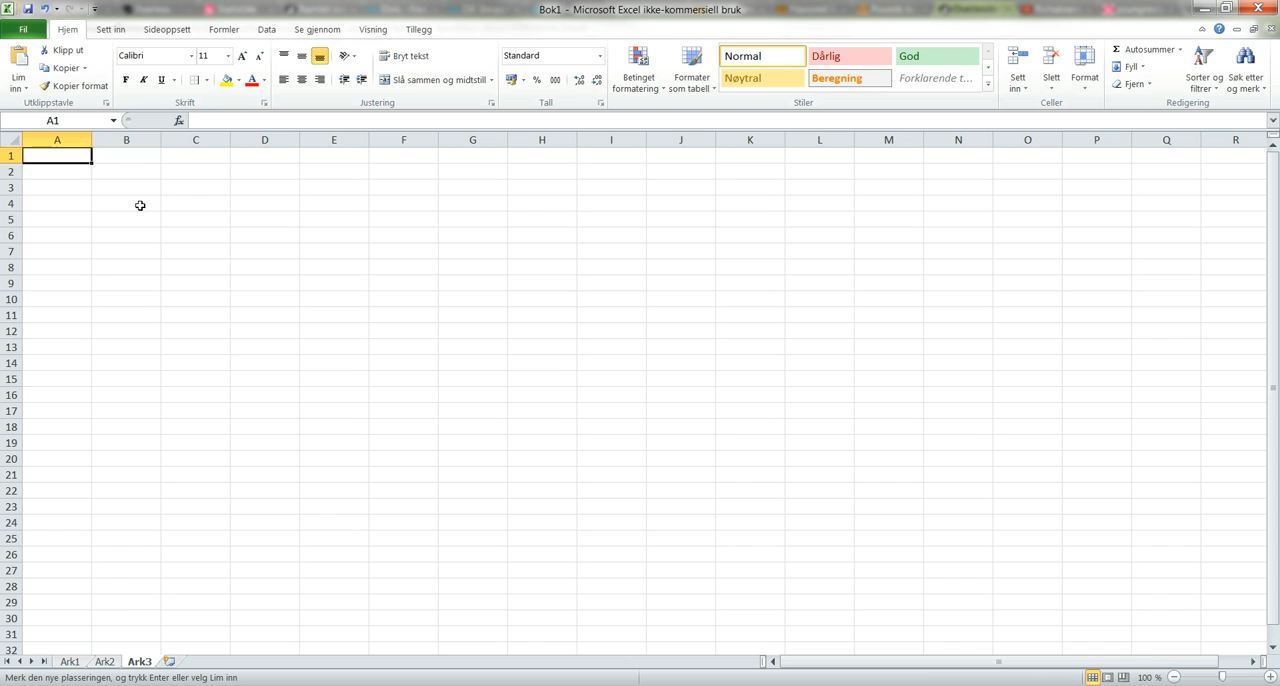 Bok1 - Microsoft Excel ikke-kommersiell bruk
Fil Hjem Sett inn Sideoppsett Formler Data Se gjennom Visning Tillegg
Lim inn
Klipp ut
Kopier
Kopier format
Utklippstavle
Calibri 11
F K U
Skrift
Bryt tekst
Slå sammen og midtstill
Justering
Standard
% 000
Tall
Betinget formatering
Formater som tabell
Normal Dårlig God
Nøytral Beregning Forklarende t...
Stiler
Sett inn Slett Format
Celler
Σ Autosummer
Fyll
Fjern
Sorter og filtrer
Søk etter og merk
Redigering
A1 fx
A B C D E F G H I J K L M N O P Q R
1
2
3
4
5
6
7
8
9
10
11
12
13
14
15
16
17
18
19
20
21
22
23
24
25
26
27
28
29
30
31
32
Ark1 Ark2 Ark3
Merk den nye plasseringen, og trykk Enter eller velg Lim inn
100 %